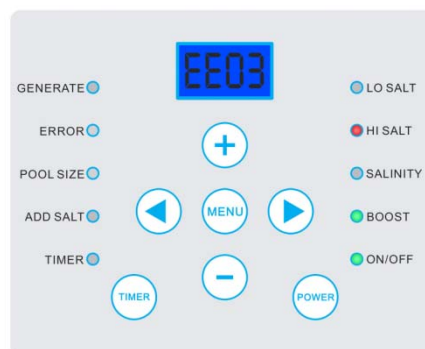 EE03
GENERATE
ERROR
POOL SIZE
ADD SALT
TIMER
LO SALT
HI SALT
SALINITY
BOOST
ON/OFF
+
MENU
−
TIMER
POWER